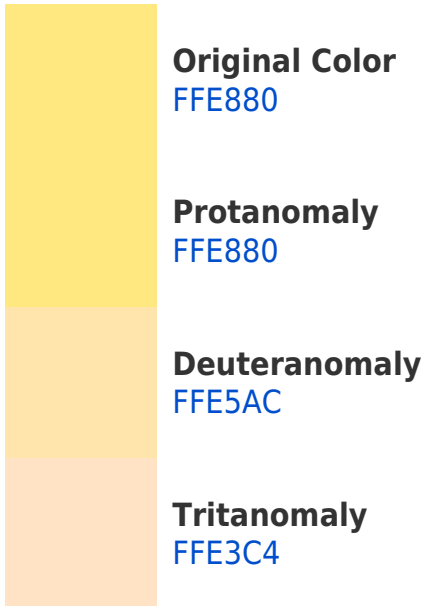 Original Color
FFE880
Protanomaly
FFE880
Deuteranomaly
FFE5AC
Tritanomaly
FFE3C4